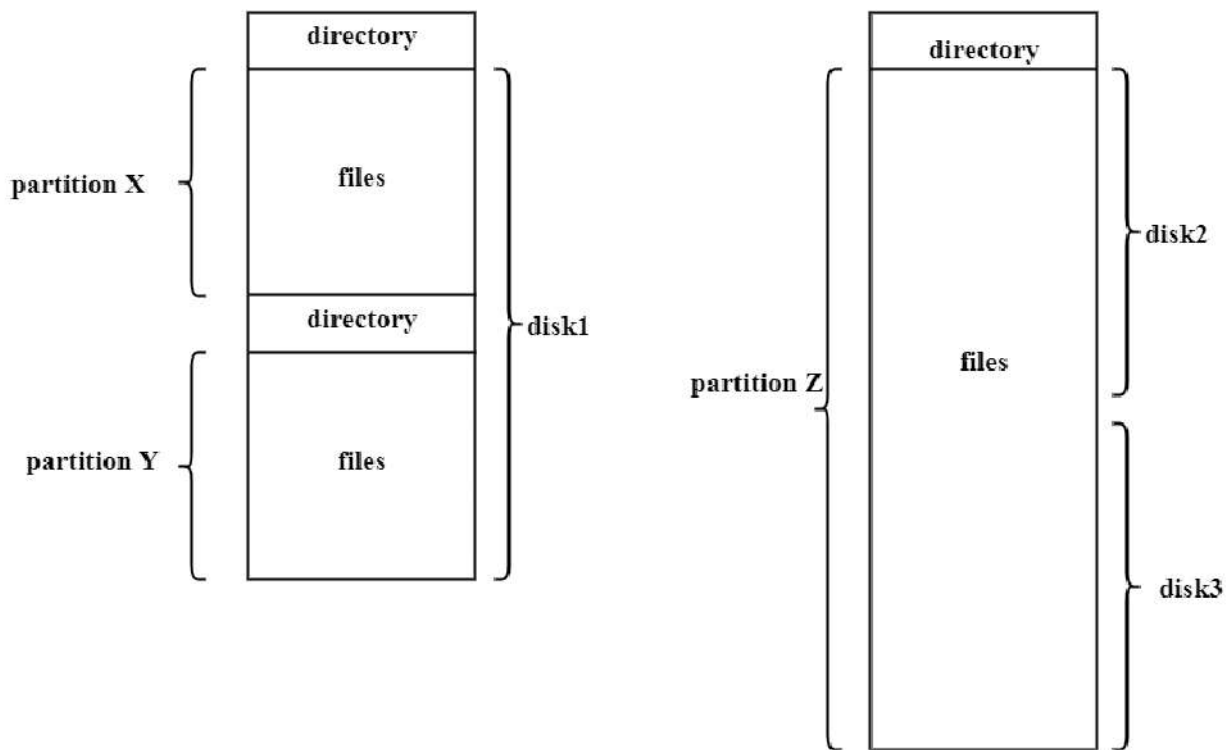 directory
files
partition X
directory
disk1
files
partition Y
directory
disk2
files
partition Z
disk3